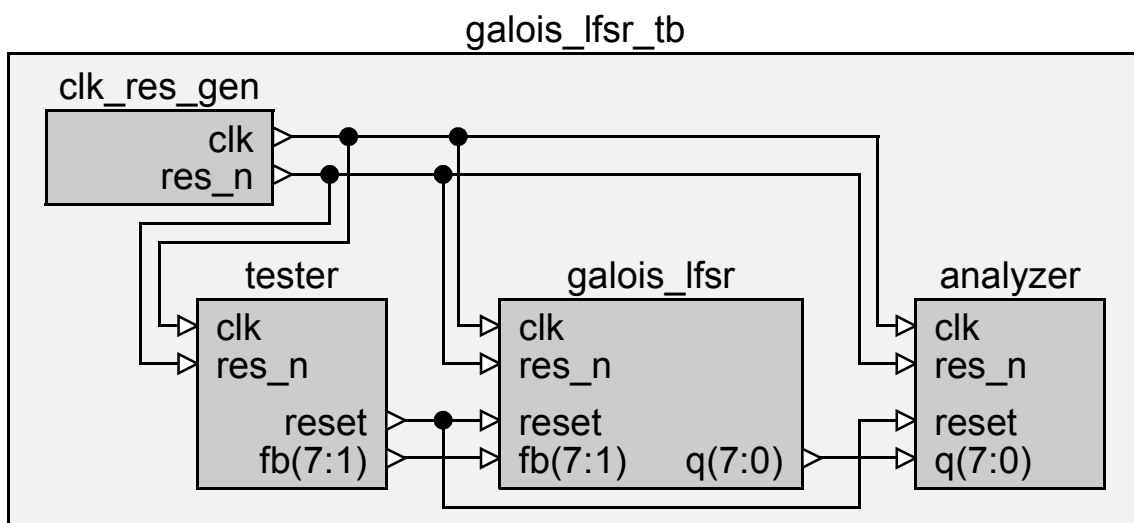 galois_lfsr_tb
clk_res_gen
clk
res_n
tester
clk
res_n
reset
fb(7:1)
galois_lfsr
clk
res_n
reset
fb(7:1) q(7:0)
analyzer
clk
res_n
reset
q(7:0)